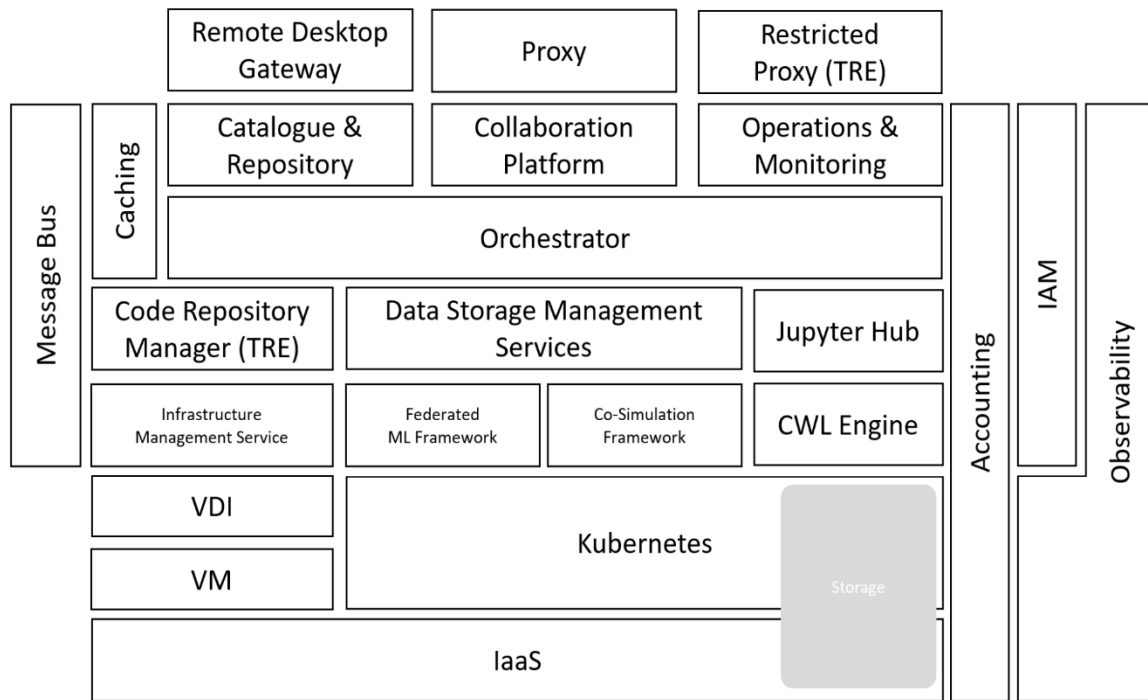 Remote Desktop
Gateway
Proxy
Restricted
Proxy (TRE)
Message Bus
Caching
Catalogue &
Repository
Collaboration
Platform
Operations &
Monitoring
Orchestrator
Code Repository
Manager (TRE)
Data Storage Management
Services
Jupyter Hub
Infrastructure
Management Service
Federated
ML Framework
Co-Simulation
Framework
CWL Engine
VDI
VM
Kubernetes
Storage
IaaS
Accounting
IAM
Observability